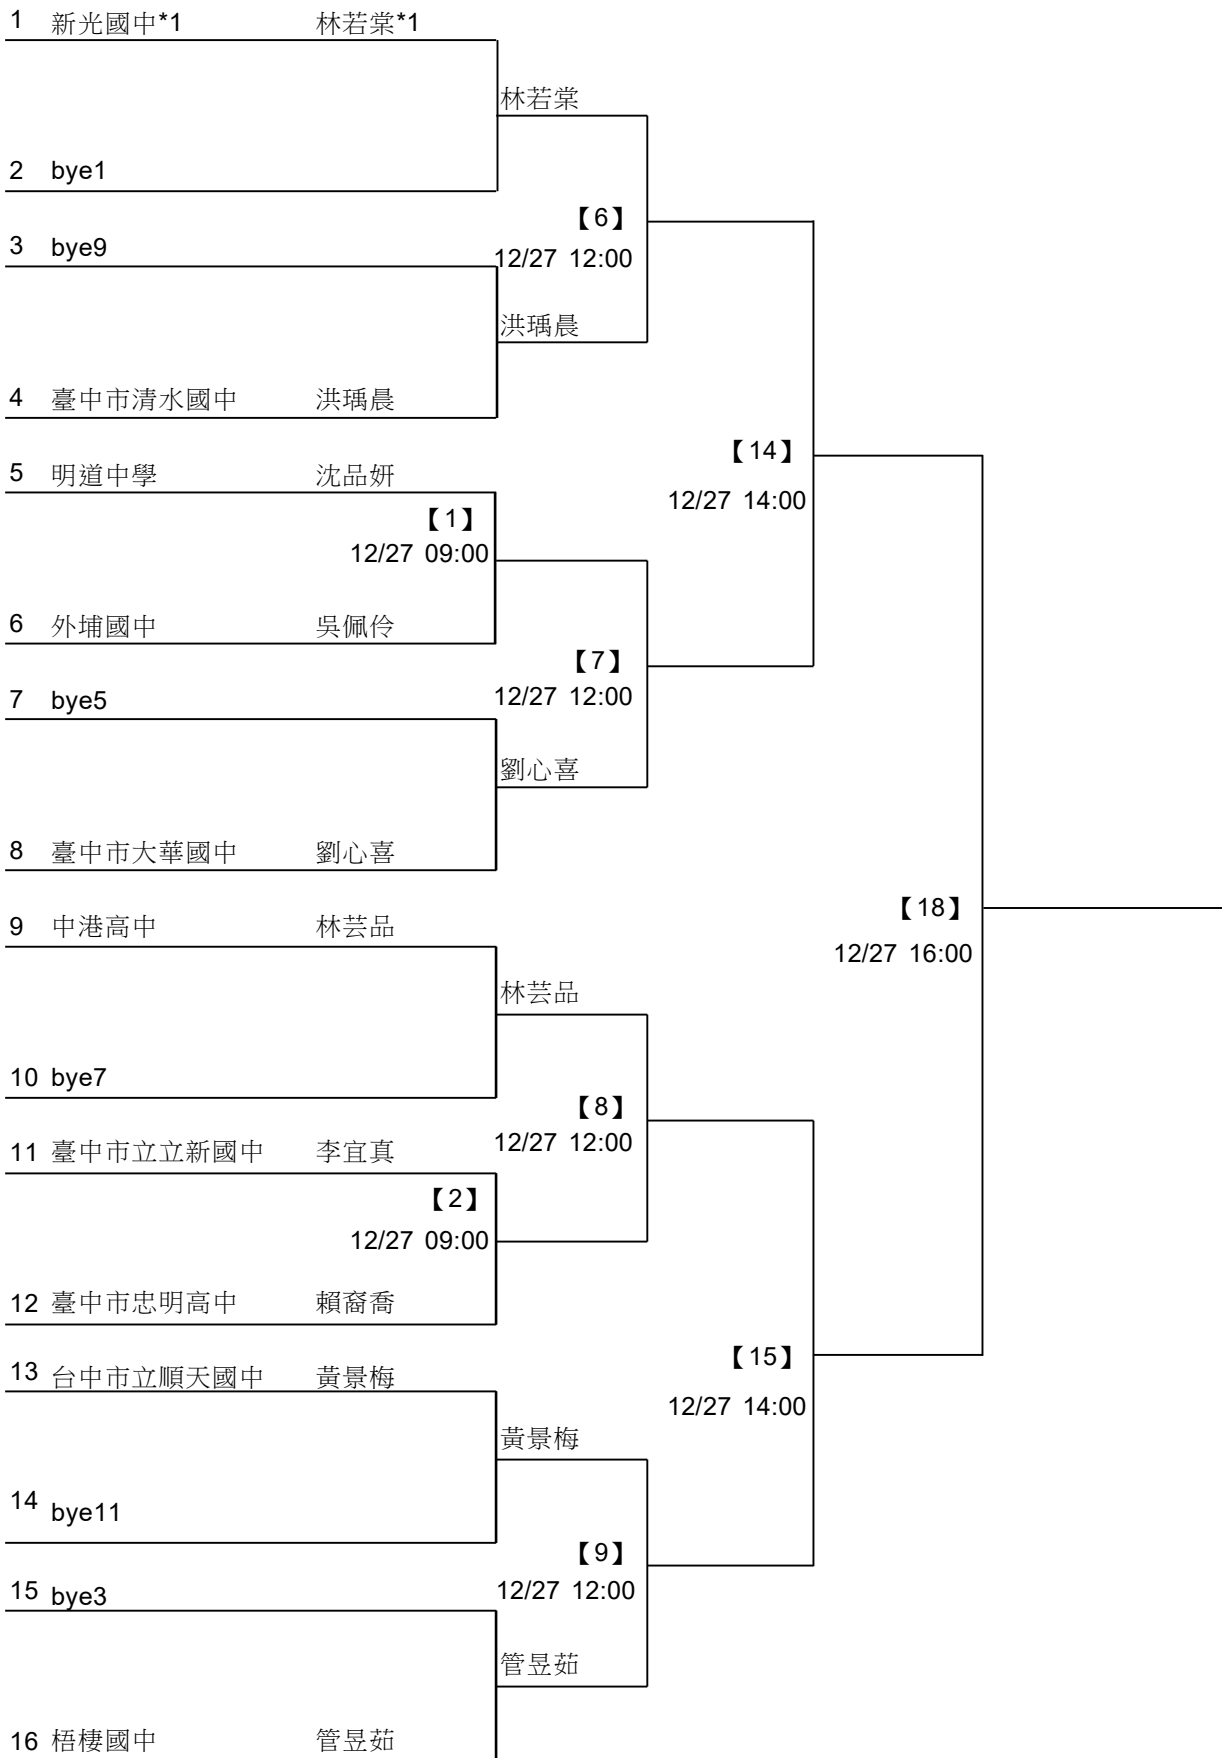 1 新光國中*1 林若棠*1
林若棠
2 bye1
【6】
3 bye9
12/27 12:00
洪瑀晨
4 臺中市清水國中 洪瑀晨
【14】
5 明道中學 沈品妍
12/27 14:00
【1】
12/27 09:00
6 外埔國中 吳佩伶
【7】
7 bye5
12/27 12:00
劉心喜
8 臺中市大華國中 劉心喜
【18】
9 中港高中 林芸品
12/27 16:00
林芸品
10 bye7
【8】
12/27 12:00
11 臺中市立立新國中 李宜真
【2】
12/27 09:00
12 臺中市忠明高中 賴裔喬
【15】
13 台中市立順天國中 黃景梅
12/27 14:00
黃景梅
14 bye11
【9】
12/27 12:00
15 bye3
管昱茹
16 梧棲國中 管昱茹